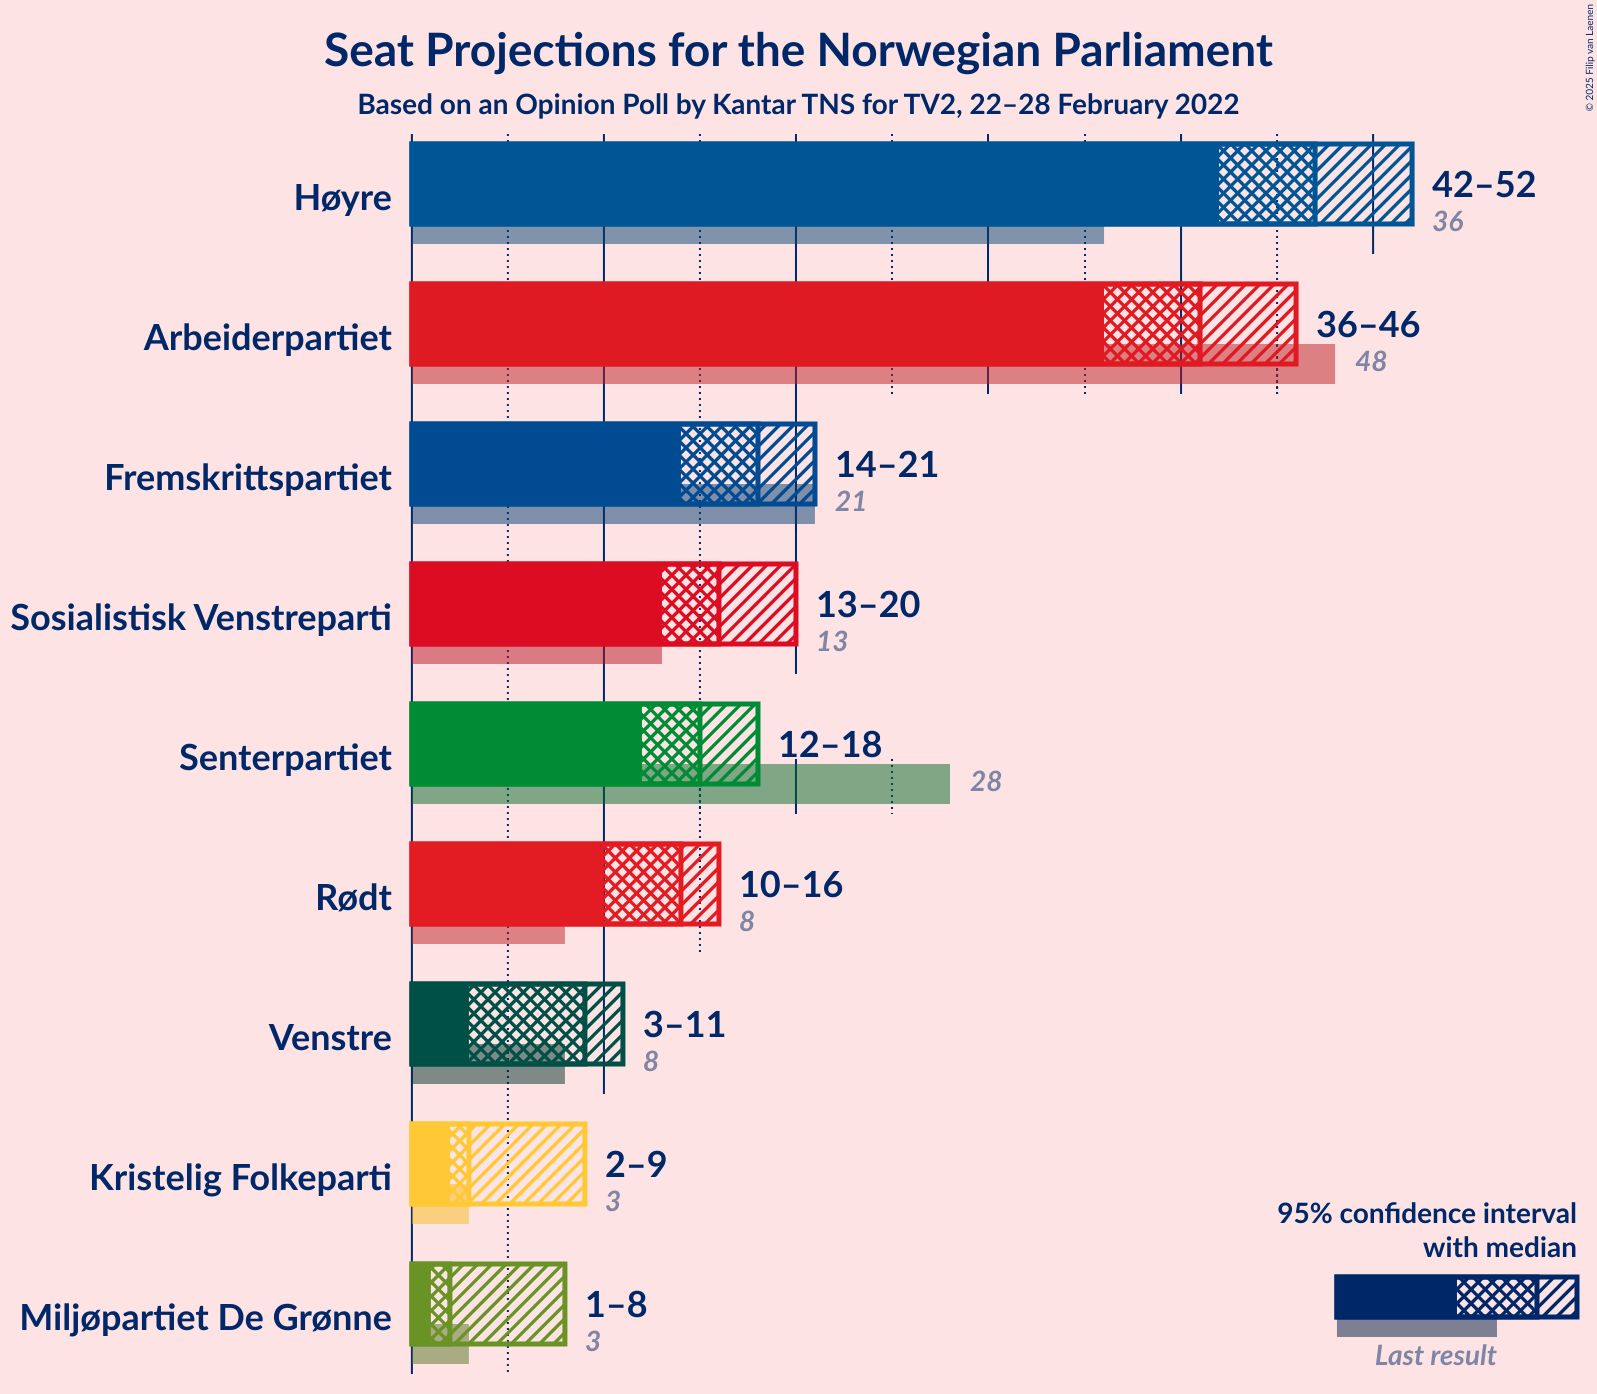 Seat Projections for the Norwegian Parliament
Based on an Opinion Poll by Kantar TNS for TV2, 22–28 February 2022
© 2025 Filip van Laenen
Høyre
42–52
36
Arbeiderpartiet
36–46
48
Fremskrittspartiet
14–21
21
Sosialistisk Venstreparti
13–20
13
Senterpartiet
12–18
28
Rødt
10–16
8
Venstre
3–11
8
Kristelig Folkeparti
2–9
3
Miljøpartiet De Grønne
1–8
3
95% confidence interval
with median
Last result